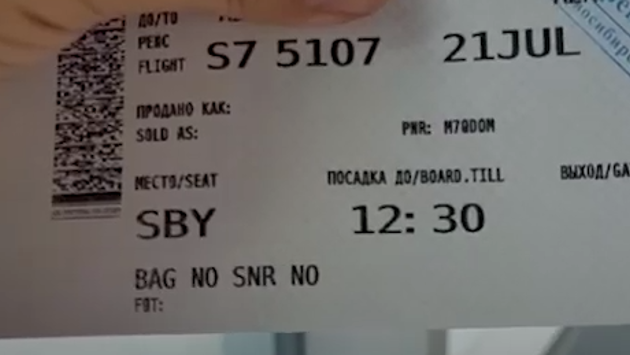 ДО/TO
РЕЙС
FLIGHT S7 5107 21JUL
ПРОДАНО КАК:
SOLD AS: PNR: M7QDOM
МЕСТО/SEAT ПОСАДКА ДО/BOARD.TILL ВЫХОД/GA
SBY 12: 30
BAG NO SNR NO
FQT: